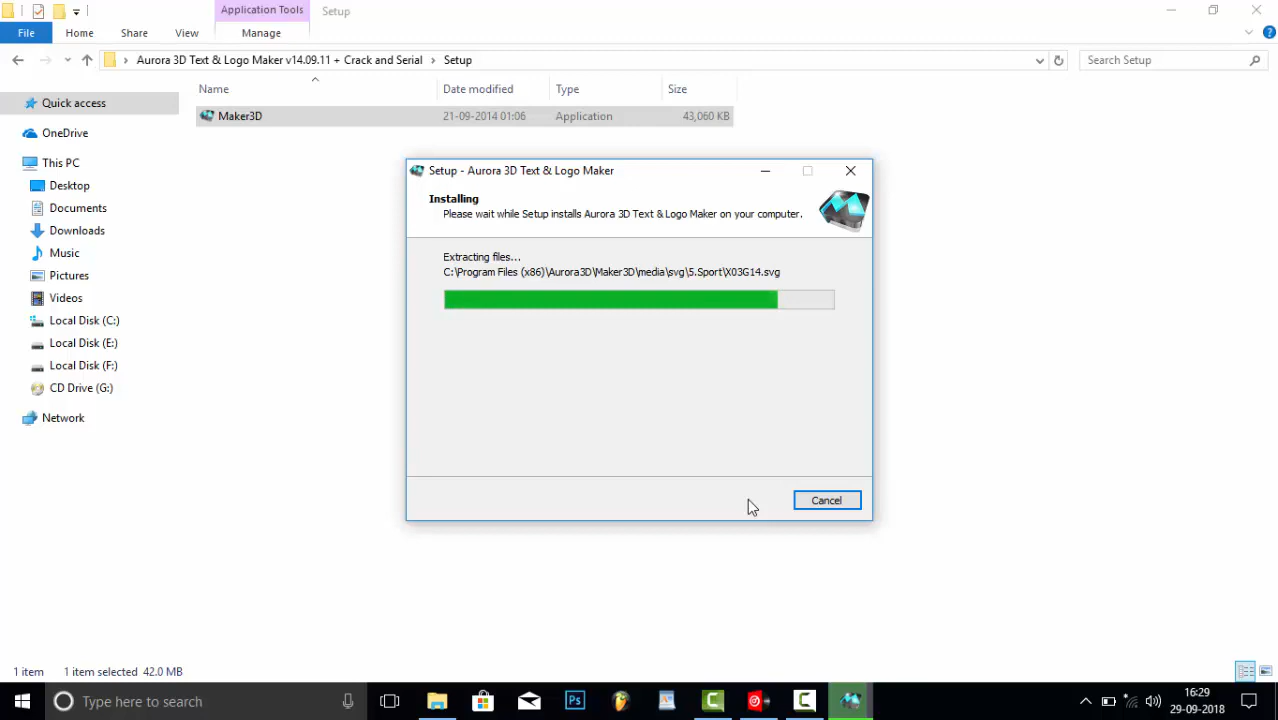 Application Tools
Setup
File
Home
Share
View
Manage
Aurora 3D Text & Logo Maker v14.09.11 + Crack and Serial
Setup
Search Setup
Name
Date modified
Type
Size
Quick access
Maker3D
21-09-2014 01:06
Application
43,060 KB
OneDrive
This PC
Desktop
Documents
Downloads
Music
Pictures
Videos
Local Disk (C:)
Local Disk (E:)
Local Disk (F:)
CD Drive (G:)
Network
Setup - Aurora 3D Text & Logo Maker
Installing
Please wait while Setup installs Aurora 3D Text & Logo Maker on your computer.
Extracting files...
C:\Program Files (x86)\Aurora3D\Maker3D\media\svg\5.Sport\X03G14.svg
Cancel
1 item
1 item selected 42.0 MB
Type here to search
Ps
16:29
29-09-2018